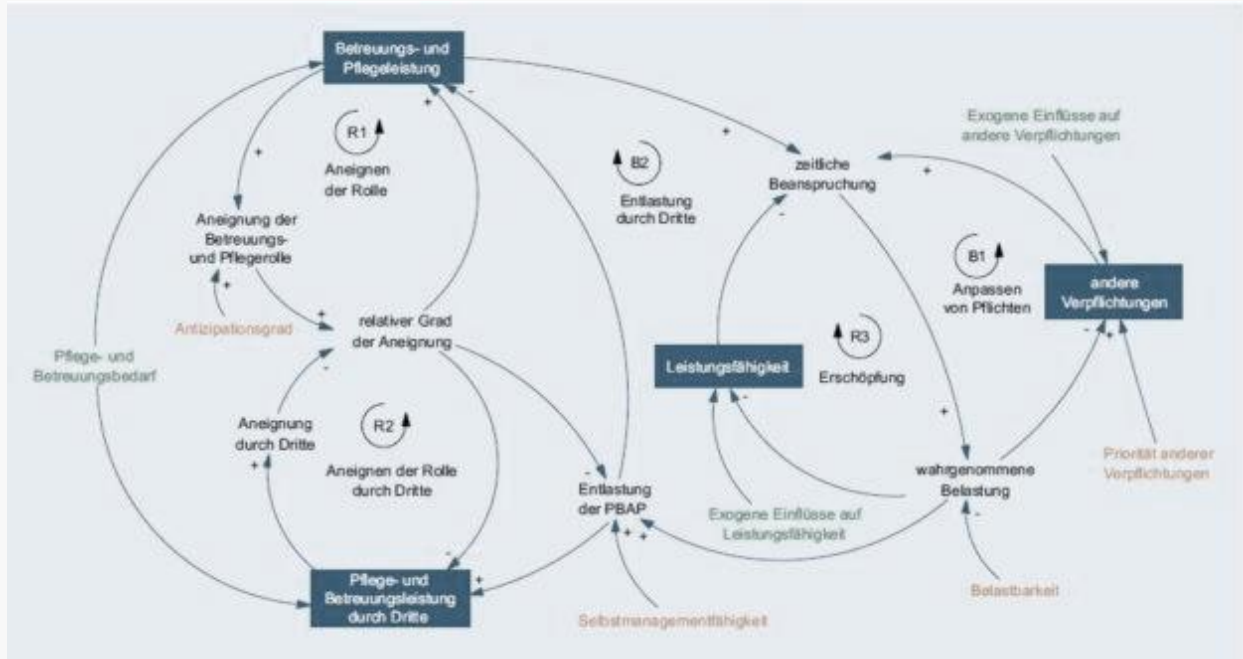 Betreuungs- und
Pflegeleistung
+
-
R1
Aneignen
der Rolle
+
B2
Entlastung
durch Dritte
+
zeitliche
Beanspruchung
+
-
Exogene Einflüsse auf
andere Verpflichtungen
Aneignung der
Betreuungs-
und Pflegerolle
+
Antizipationsgrad
B1
Anpassen
von Pflichten
andere
Verpflichtungen
-
+
+
relativer Grad
der Aneignung
-
Pflege- und
Betreuungsbedarf
Leistungsfähigkeit
-
R3
Erschöpfung
+
Aneignung
durch Dritte
+
R2
Aneignen der Rolle
durch Dritte
-
Entlastung
der PBAP
+
+
Exogene Einflüsse auf
Leistungsfähigkeit
wahrgenommene
Belastung
-
Priorität anderer
Verpflichtungen
-
+
Pflege- und
Betreuungsleistung
durch Dritte
Selbstmanagementfähigkeit
Belastbarkeit